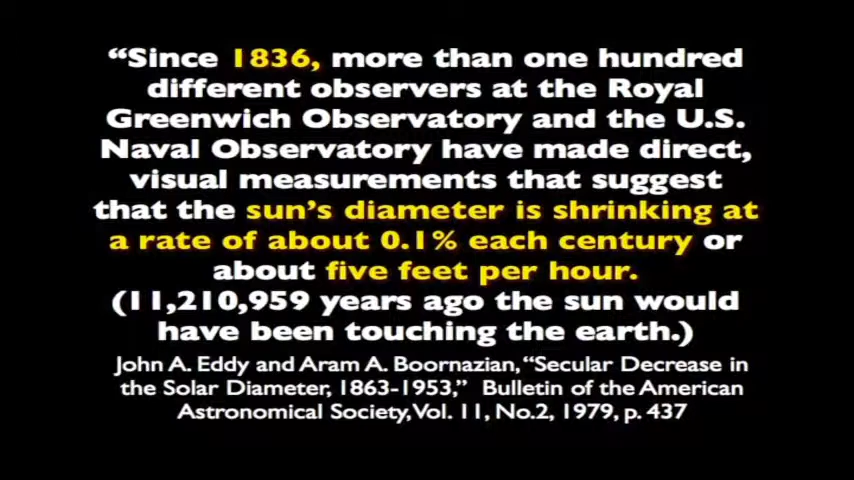 “Since 1836, more than one hundred
different observers at the Royal
Greenwich Observatory and the U.S.
Naval Observatory have made direct,
visual measurements that suggest
that the sun’s diameter is shrinking at
a rate of about 0.1% each century or
about five feet per hour.
(11,210,959 years ago the sun would
have been touching the earth.)
John A. Eddy and Aram A. Boornazian, “Secular Decrease in
the Solar Diameter, 1863-1953,” Bulletin of the American
Astronomical Society, Vol. 11, No.2, 1979, p. 437